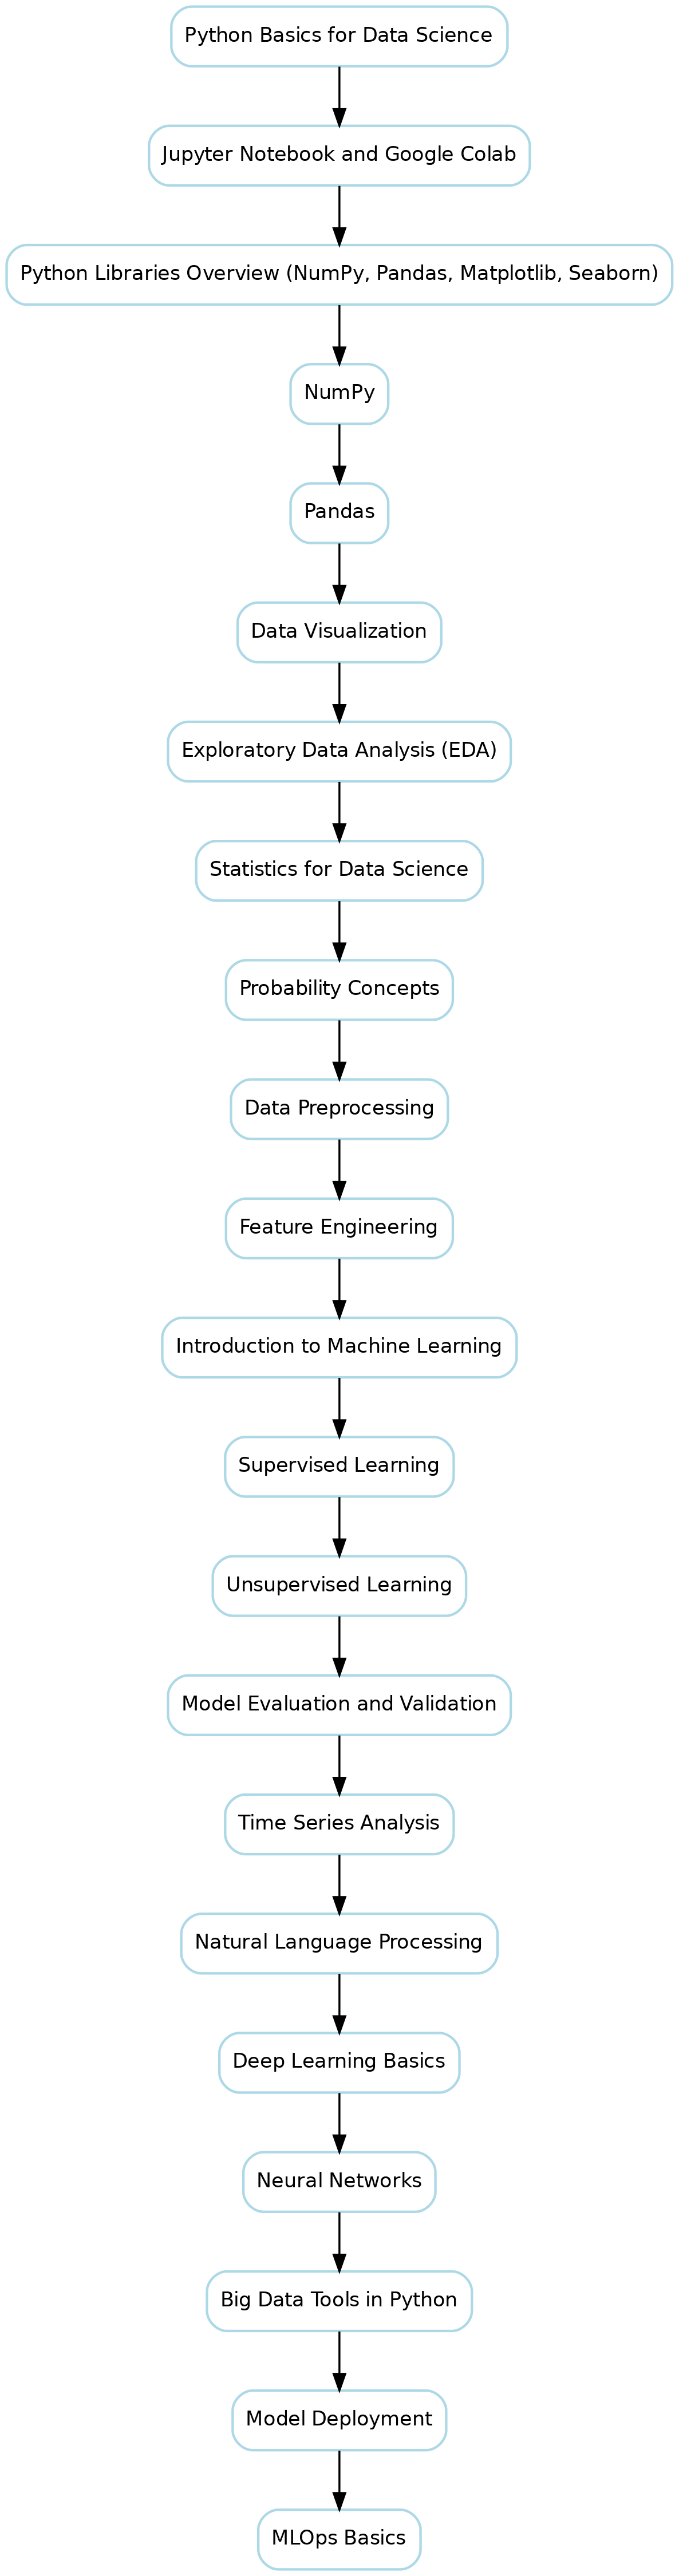 Python Basics for Data Science
Jupyter Notebook and Google Colab
Python Libraries Overview (NumPy, Pandas, Matplotlib, Seaborn)
NumPy
Pandas
Data Visualization
Exploratory Data Analysis (EDA)
Statistics for Data Science
Probability Concepts
Data Preprocessing
Feature Engineering
Introduction to Machine Learning
Supervised Learning
Unsupervised Learning
Model Evaluation and Validation
Time Series Analysis
Natural Language Processing
Deep Learning Basics
Neural Networks
Big Data Tools in Python
Model Deployment
MLOps Basics